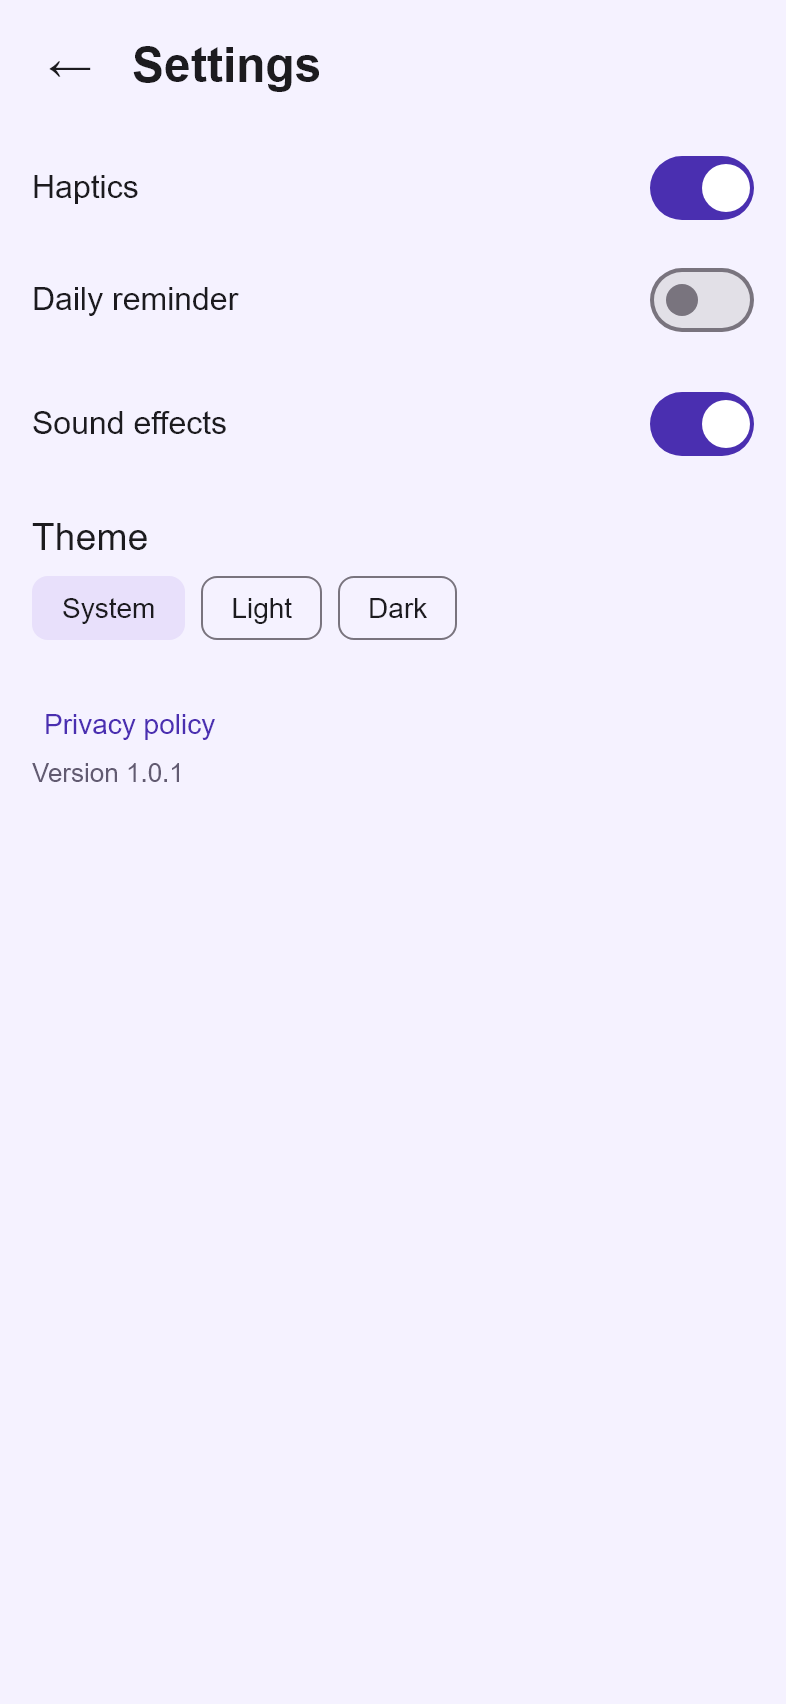 ← Settings
Haptics
Daily reminder
Sound effects
Theme
System Light Dark
Privacy policy
Version 1.0.1